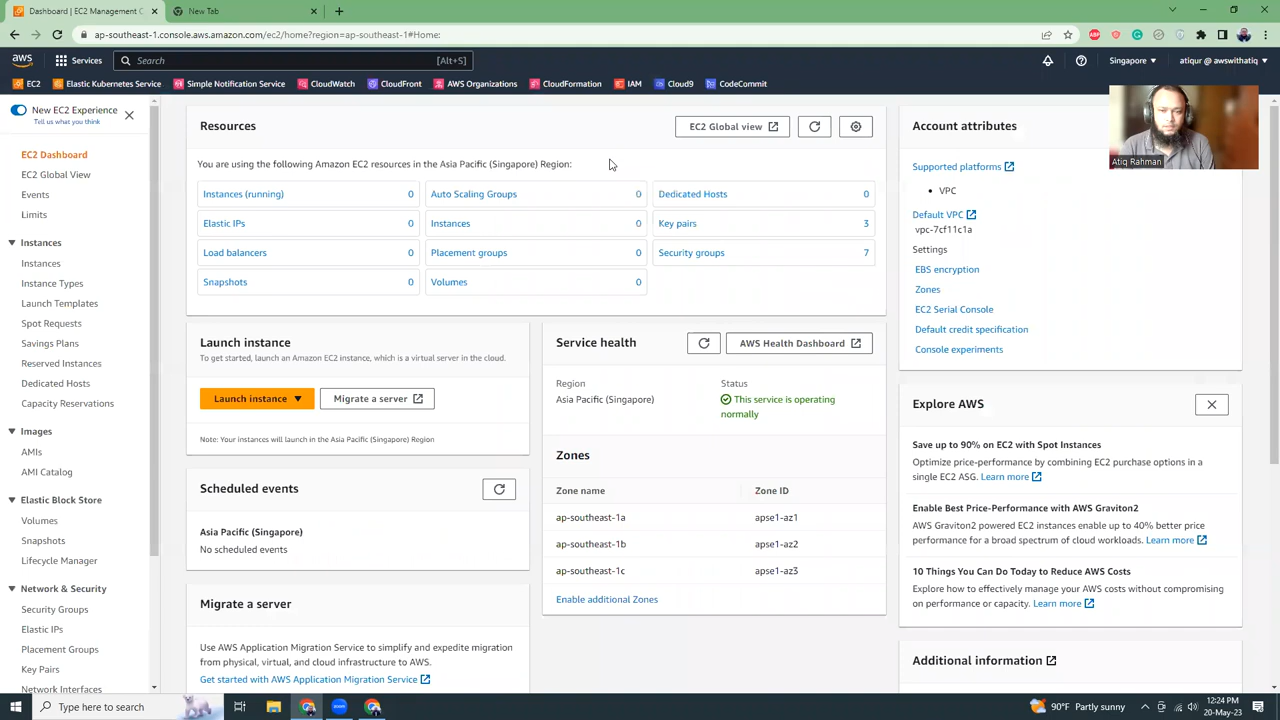 Dashboard | EC2 Management C
New Tab
ap-southeast-1.console.aws.amazon.com/ec2/home?region=ap-southeast-1#Home:
aws
Services
Search
[Alt+S]
Singapore
atiqur @ awswithatiq
EC2
Elastic Kubernetes Service
Simple Notification Service
CloudWatch
CloudFront
AWS Organizations
CloudFormation
IAM
Cloud9
CodeCommit
New EC2 Experience
Tell us what you think
EC2 Dashboard
EC2 Global View
Events
Limits
Instances
Instances
Instance Types
Launch Templates
Spot Requests
Savings Plans
Reserved Instances
Dedicated Hosts
Capacity Reservations
Images
AMIs
AMI Catalog
Elastic Block Store
Volumes
Snapshots
Lifecycle Manager
Network & Security
Security Groups
Elastic IPs
Placement Groups
Key Pairs
Network Interfaces
Resources
EC2 Global view
You are using the following Amazon EC2 resources in the Asia Pacific (Singapore) Region:
Instances (running) 0
Auto Scaling Groups 0
Dedicated Hosts 0
Elastic IPs 0
Instances 0
Key pairs 3
Load balancers 0
Placement groups 0
Security groups 7
Snapshots 0
Volumes 0
Launch instance
To get started, launch an Amazon EC2 instance, which is a virtual server in the cloud.
Launch instance
Migrate a server
Note: Your instances will launch in the Asia Pacific (Singapore) Region
Scheduled events
Asia Pacific (Singapore)
No scheduled events
Migrate a server
Use AWS Application Migration Service to simplify and expedite migration
from physical, virtual, and cloud infrastructure to AWS.
Get started with AWS Application Migration Service
Service health
AWS Health Dashboard
Region
Status
Asia Pacific (Singapore)
This service is operating
normally
Zones
Zone name
Zone ID
ap-southeast-1a
apse1-az1
ap-southeast-1b
apse1-az2
ap-southeast-1c
apse1-az3
Enable additional Zones
Account attributes
Supported platforms
VPC
Default VPC
vpc-7cf11c1a
Settings
EBS encryption
Zones
EC2 Serial Console
Default credit specification
Console experiments
Explore AWS
Save up to 90% on EC2 with Spot Instances
Optimize price-performance by combining EC2 purchase options in a
single EC2 ASG. Learn more
Enable Best Price-Performance with AWS Graviton2
AWS Graviton2 powered EC2 instances enable up to 40% better price
performance for a broad spectrum of cloud workloads. Learn more
10 Things You Can Do Today to Reduce AWS Costs
Explore how to effectively manage your AWS costs without compromising
on performance or capacity. Learn more
Additional information
Atiq Rahman
Type here to search
zoom
90°F Partly sunny
12:24 PM
20-May-23